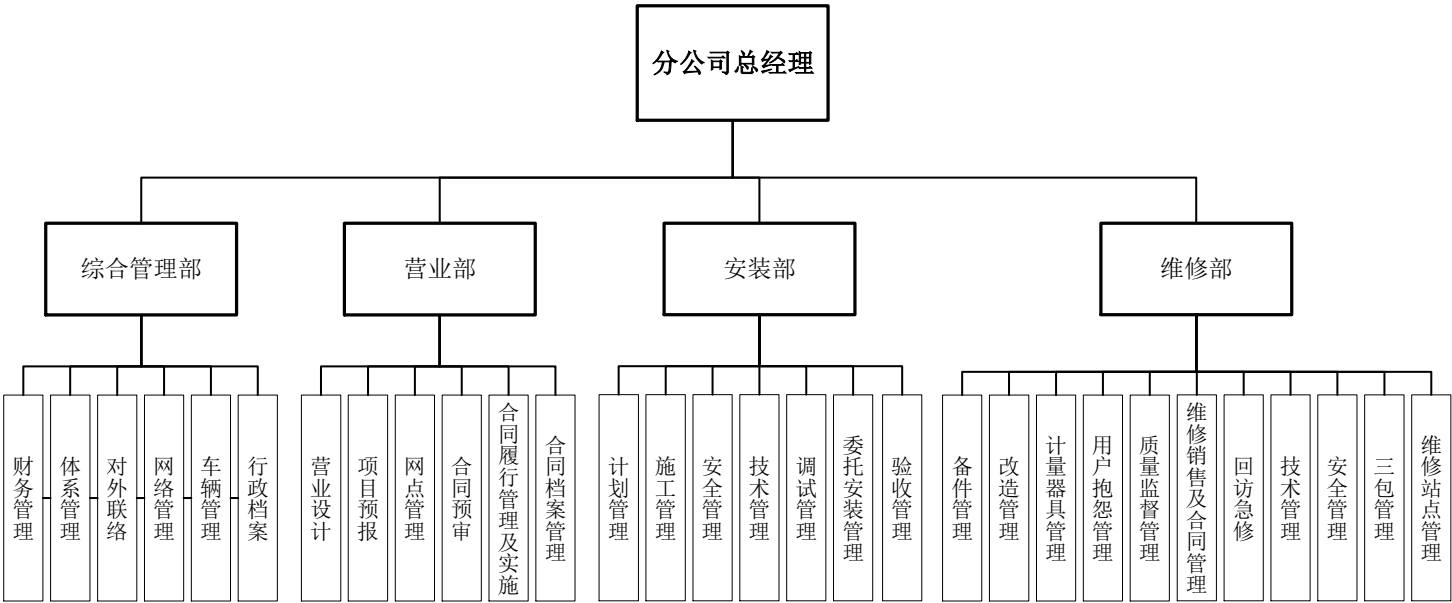 分公司总经理
综合管理部
营业部
安装部
维修部
财务管理
体系管理
对外联络
网络管理
车辆管理
行政档案
营业设计
项目预报
网点管理
合同预审
合同履行管理及实施
合同档案管理
计划管理
施工管理
安全管理
技术管理
调试管理
委托安装管理
验收管理
备件管理
改造管理
计量器具管理
用户抱怨管理
质量监督管理
维修销售及合同管理
回访急修
技术管理
安全管理
三包管理
维修站点管理